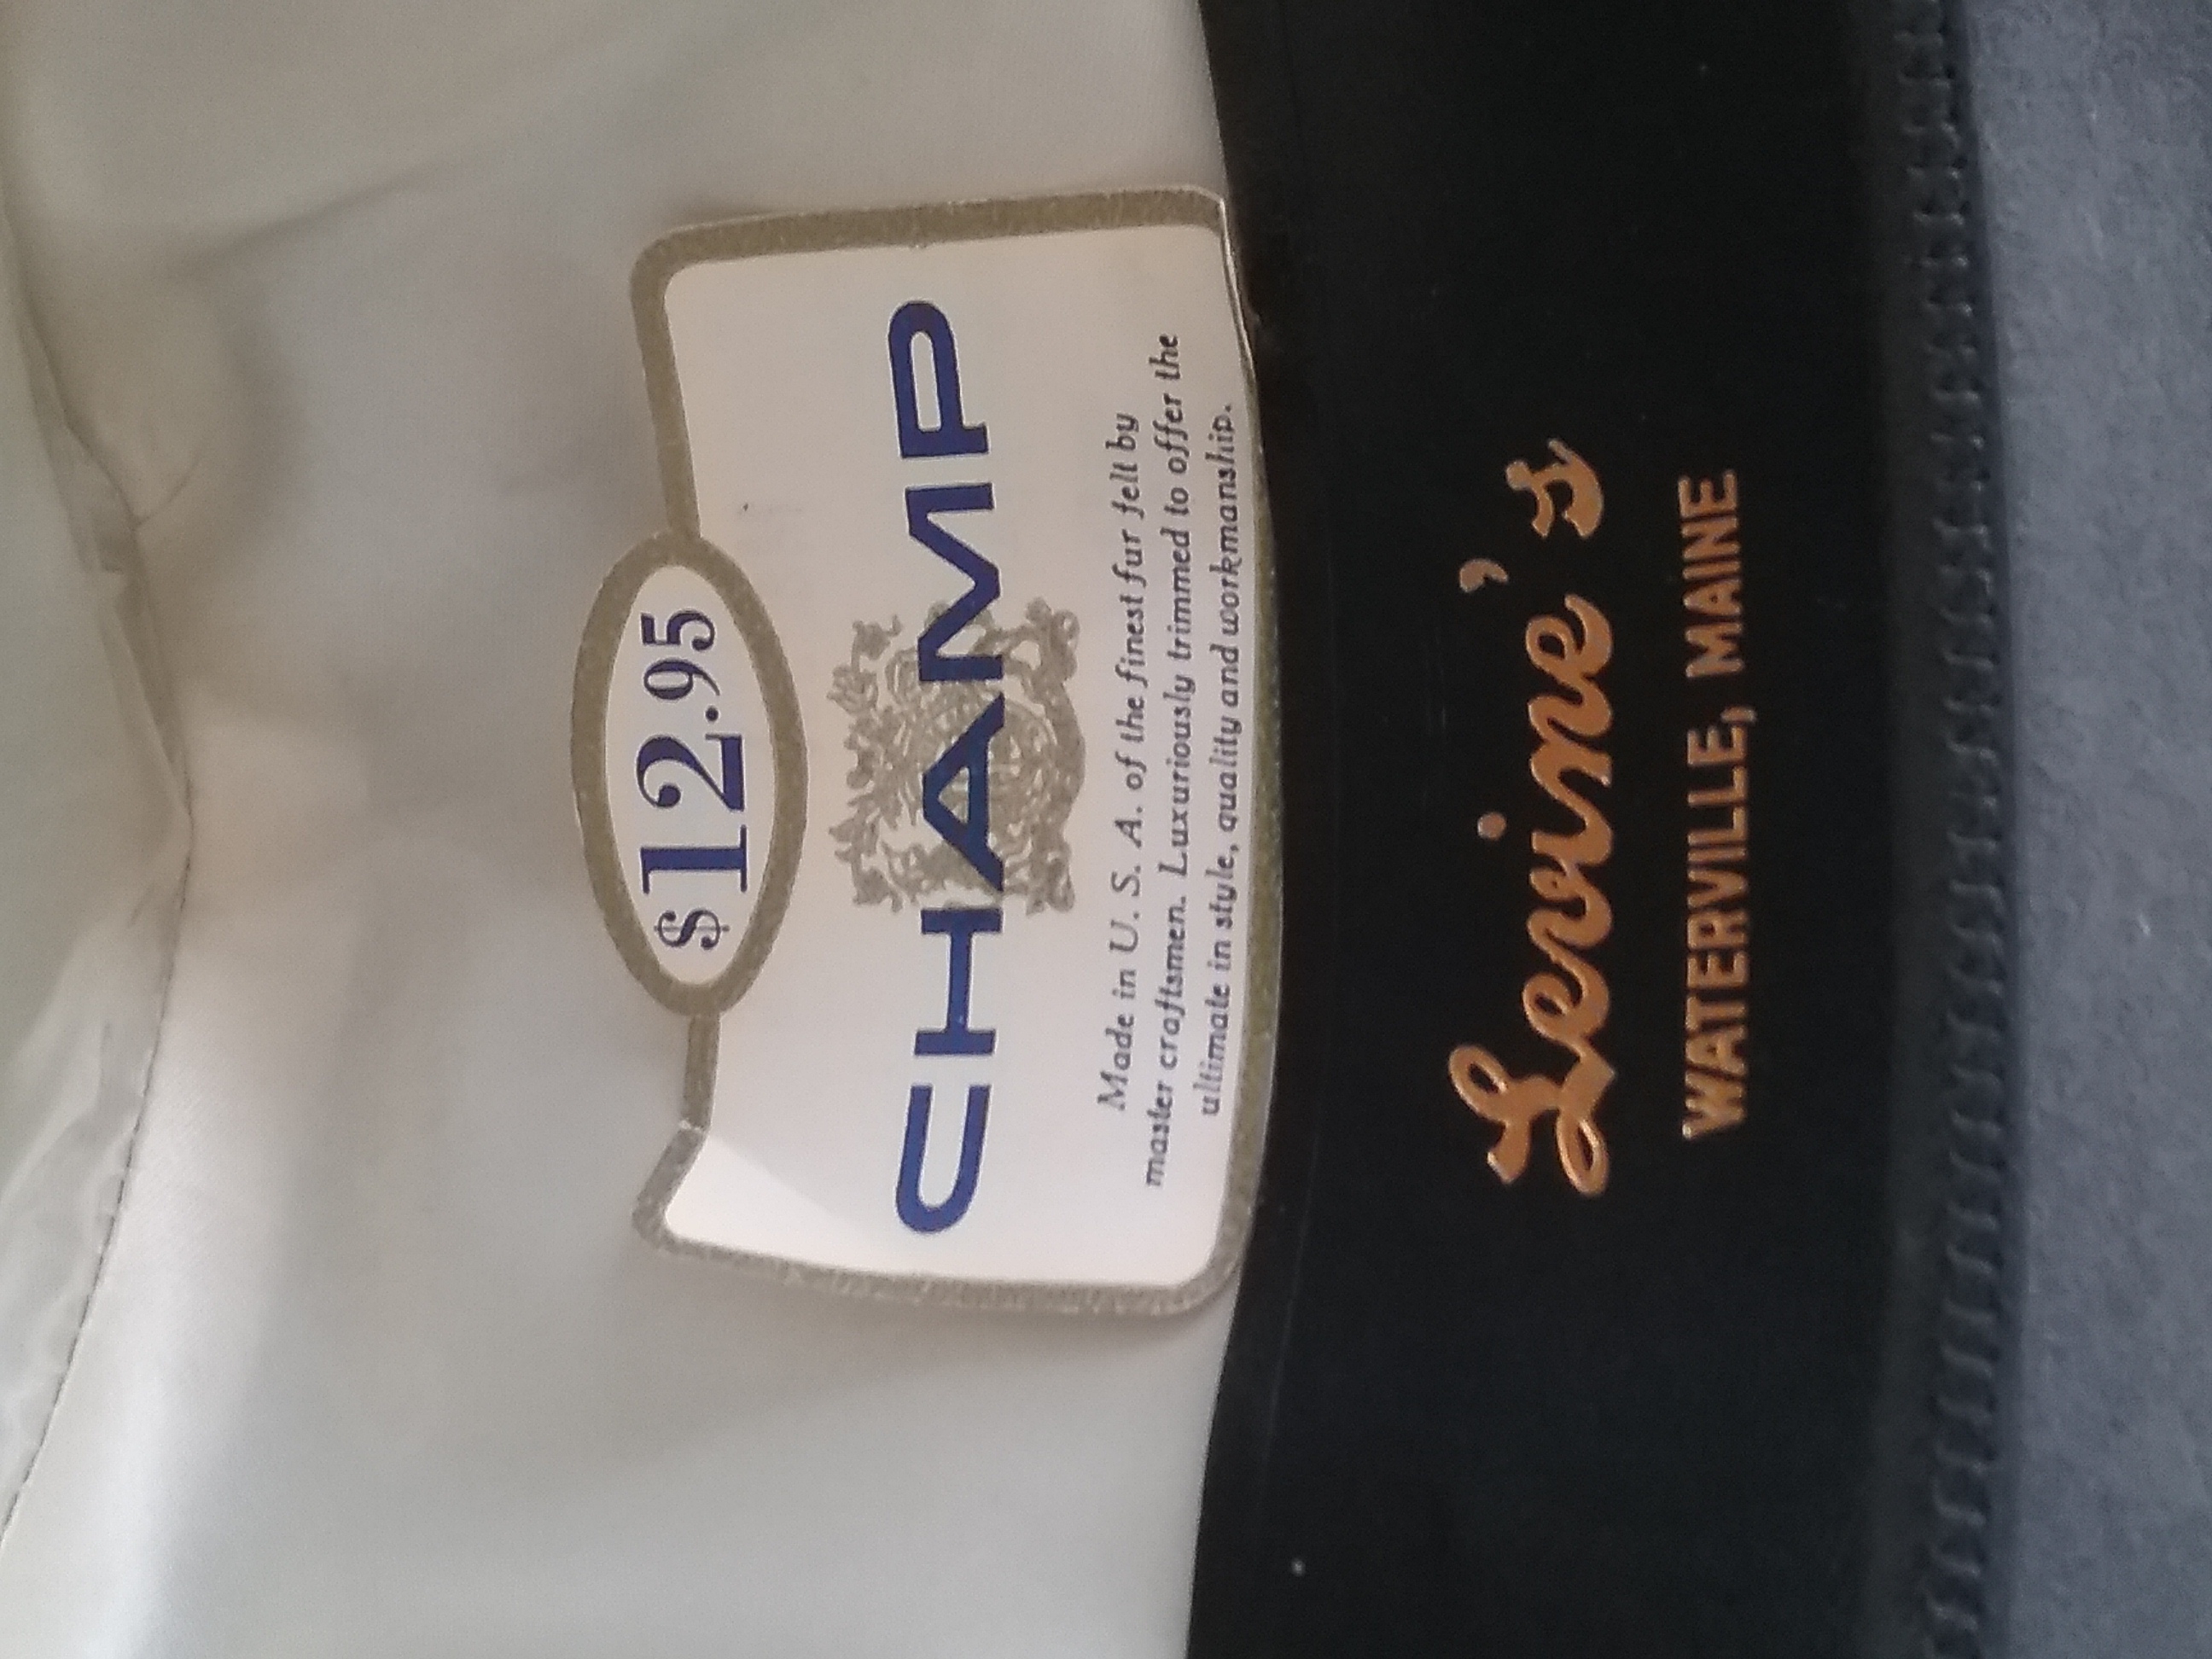 $12.95
CHAMP
Made in U. S. A. of the finest fur felt by
master craftsmen. Luxuriously trimmed to offer the
ultimate in style, quality and workmanship.
Levine's
WATERVILLE, MAINE